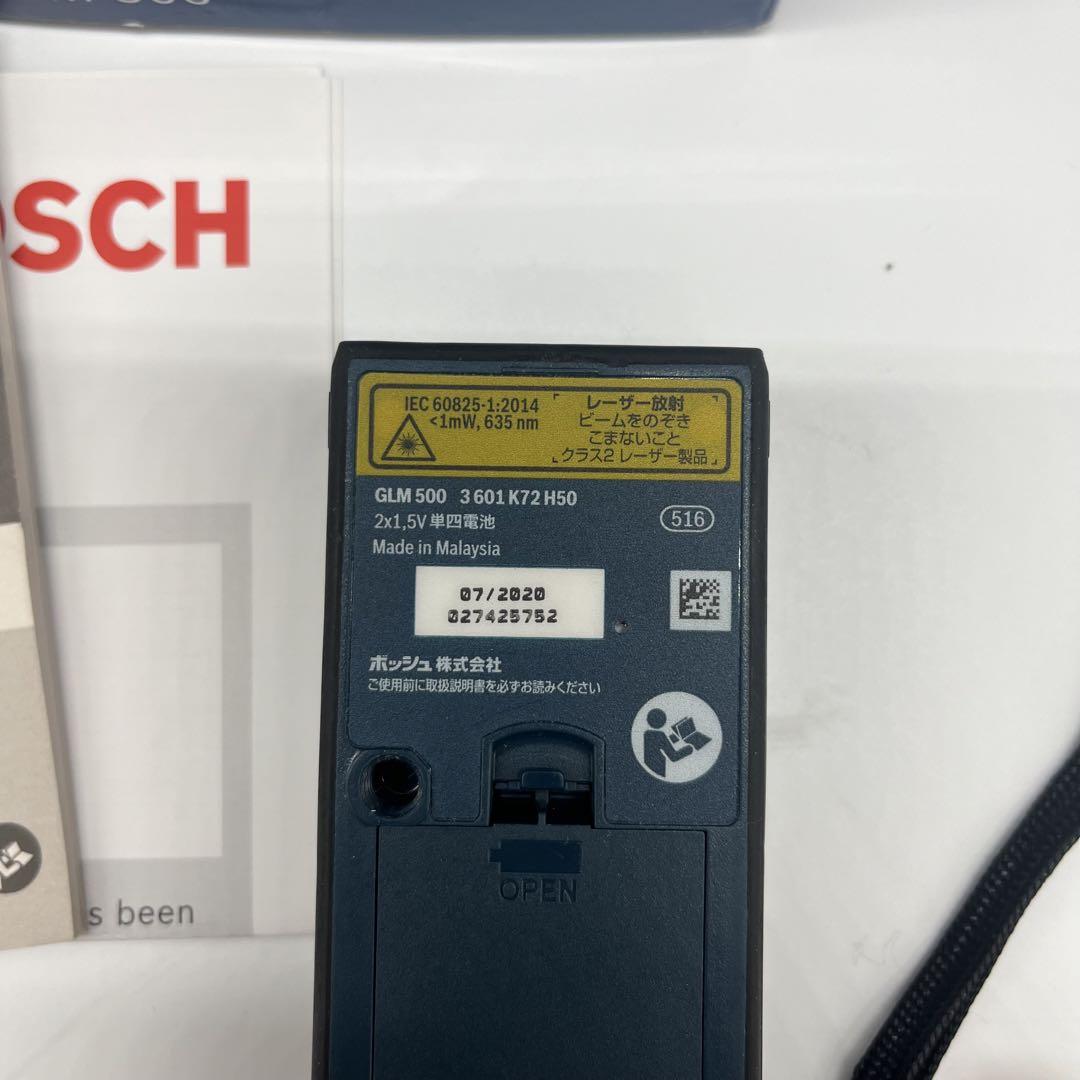 OSCH
IEC 60825-1:2014
<1mW, 635 nm
レーザー放射
ビームをのぞき
こまないこと
クラス2 レーザー製品
GLM 500 3 601 K72 H50
2x1,5V 単四電池
516
Made in Malaysia
07/2020
027425752
ボッシュ株式会社
ご使用前に取扱説明書を必ずお読みください
OPEN
s been